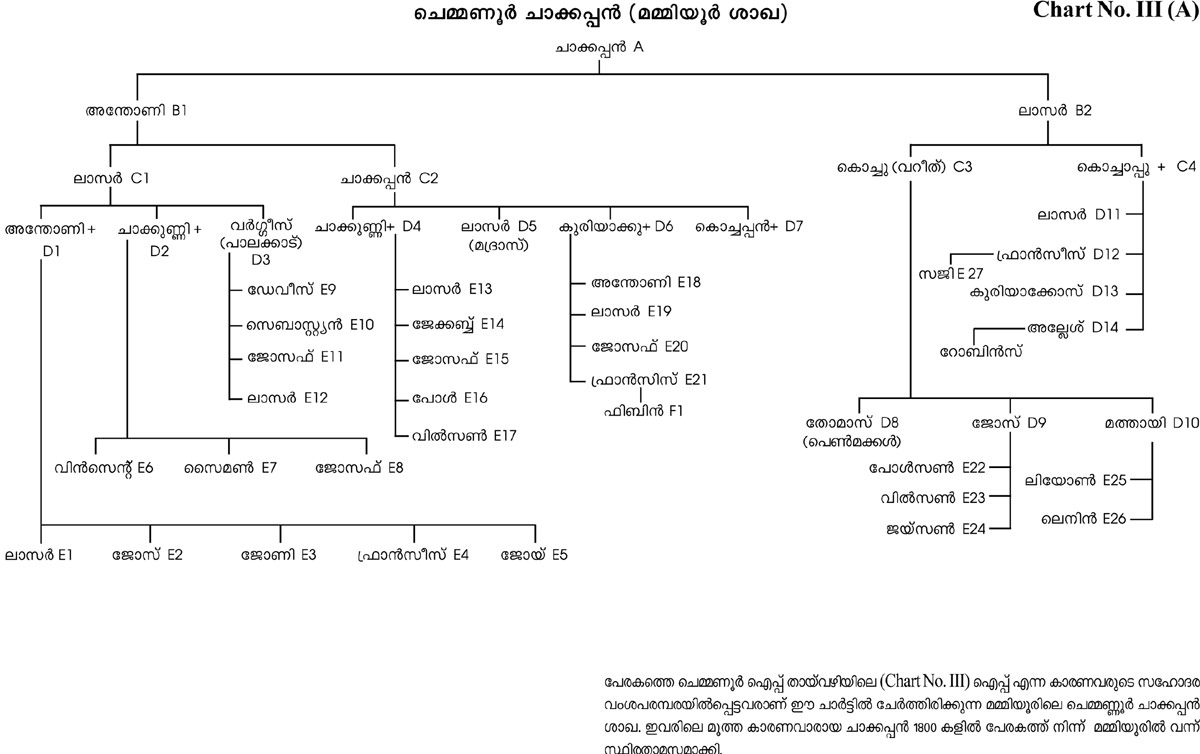 ചെമ്മണൂർ ചാക്കപ്പൻ (മമ്മിയൂർ ശാഖ)
Chart No. III (A)
ചാക്കപ്പൻ A
അന്തോണി B1
ലാസർ B2
ലാസർ C1
ചാക്കപ്പൻ C2
കൊച്ചു (വറീത്) C3
കൊച്ചാപ്പു + C4
അന്തോണി + D1
ചാക്കുണ്ണി + D2
വർഗ്ഗീസ്
(പാലക്കാട്)
D3
ചാക്കുണ്ണി+ D4
ലാസർ D5
(മദ്രാസ്)
കുരിയാക്കു+ D6
കൊച്ചപ്പൻ+ D7
ലാസർ D11
ഫ്രാൻസീസ് D12
സജി E 27
കുരിയാക്കോസ് D13
അല്ലേശ് D14
റോബിൻസ്
ഡേവീസ് E9
സെബാസ്റ്റ്യൻ E10
ജോസഫ് E11
ലാസർ E12
ലാസർ E13
ജേക്കബ്ബ് E14
ജോസഫ് E15
പോൾ E16
വിൽസൺ E17
അന്തോണി E18
ലാസർ E19
ജോസഫ് E20
ഫ്രാൻസിസ് E21
ഫിബിൻ F1
തോമാസ് D8
(പെൺമക്കൾ)
ജോസ് D9
മത്തായി D10
പോൾസൺ E22
വിൽസൺ E23
ജയ്സൺ E24
ലിയോൺ E25
ലെനിൻ E26
വിൻസെന്റ് E6
സൈമൺ E7
ജോസഫ് E8
ലാസർ E1
ജോസ് E2
ജോണി E3
ഫ്രാൻസീസ് E4
ജോയ് E5
പേരകത്തെ ചെമ്മണൂർ ഐപ്പ് തായ്‌വഴിയിലെ (Chart No. III) ഐപ്പ് എന്ന കാരണവരുടെ സഹോദര
വംശപരമ്പരയിൽപ്പെട്ടവരാണ് ഈ ചാർട്ടിൽ ചേർത്തിരിക്കുന്ന മമ്മിയൂരിലെ ചെമ്മണ്ണൂർ ചാക്കപ്പൻ
ശാഖ. ഇവരിലെ മൂത്ത കാരണവാരായ ചാക്കപ്പൻ 1800 കളിൽ പേരകത്ത് നിന്ന് മമ്മിയൂരിൽ വന്ന്
സ്ഥിരതാമസമാക്കി.